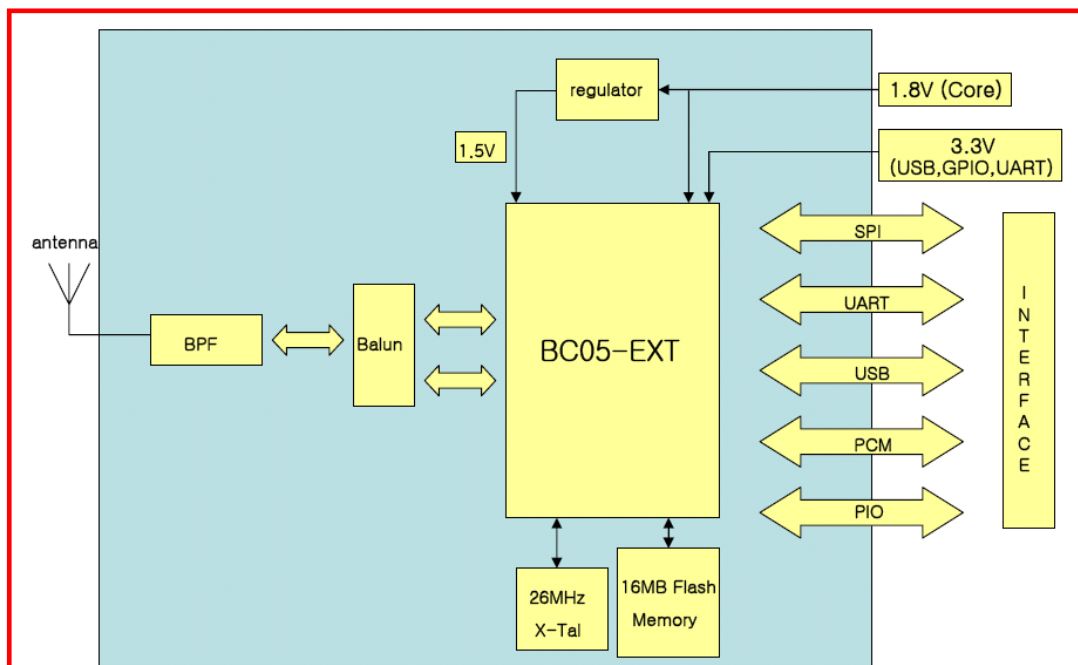 regulator
1.8V (Core)
1.5V
3.3V
(USB,GPIO,UART)
antenna
SPI
BPF
Balun
BC05-EXT
UART
USB
PCM
PIO
INTERFACE
26MHz
X-Tal
16MB Flash
Memory